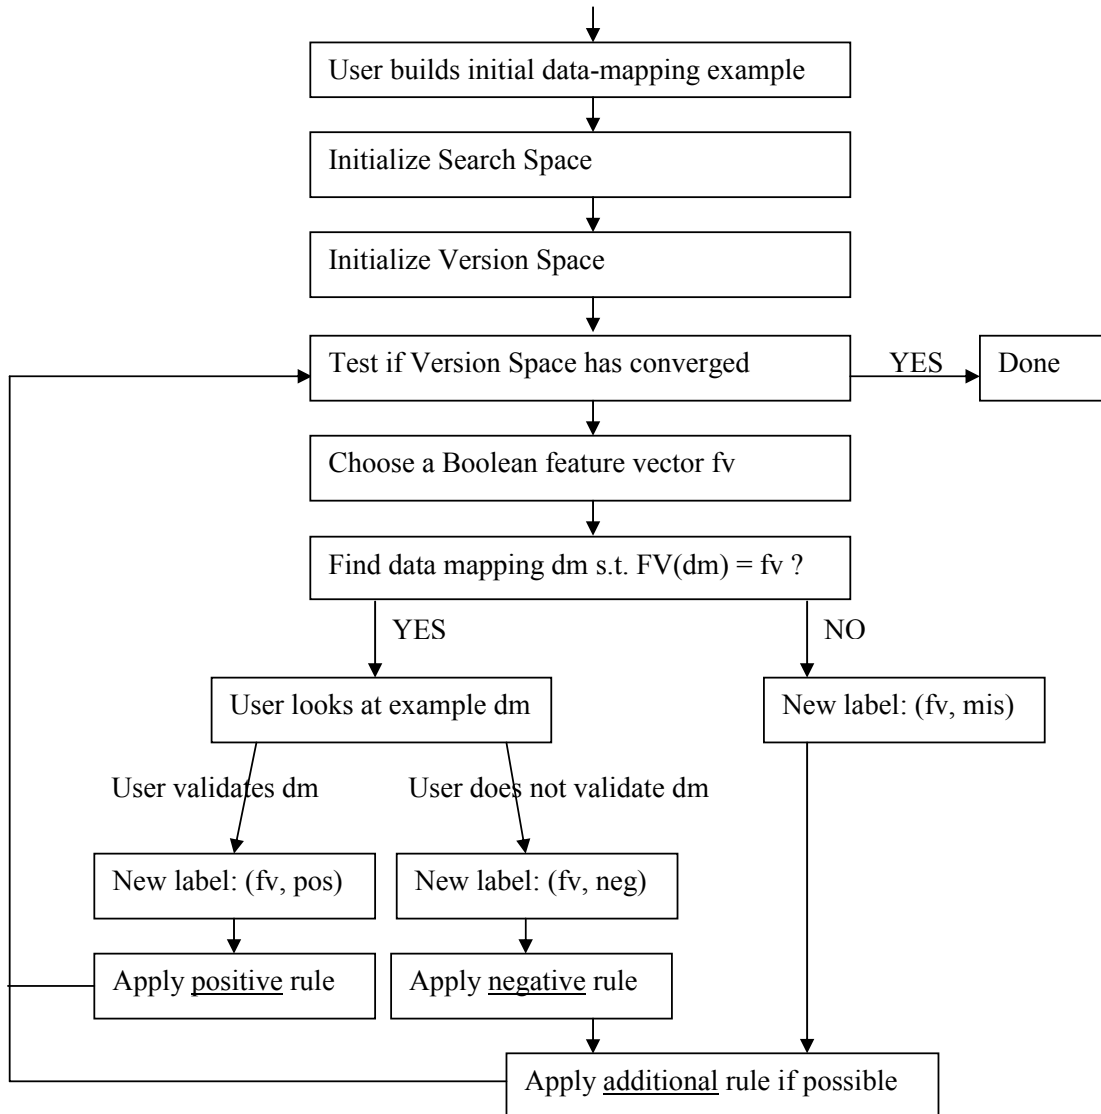 User builds initial data-mapping example
Initialize Search Space
Initialize Version Space
Test if Version Space has converged
YES
Done
Choose a Boolean feature vector fv
Find data mapping dm s.t. FV(dm) = fv ?
YES
NO
User looks at example dm
New label: (fv, mis)
User validates dm
User does not validate dm
New label: (fv, pos)
New label: (fv, neg)
Apply positive rule
Apply negative rule
Apply additional rule if possible